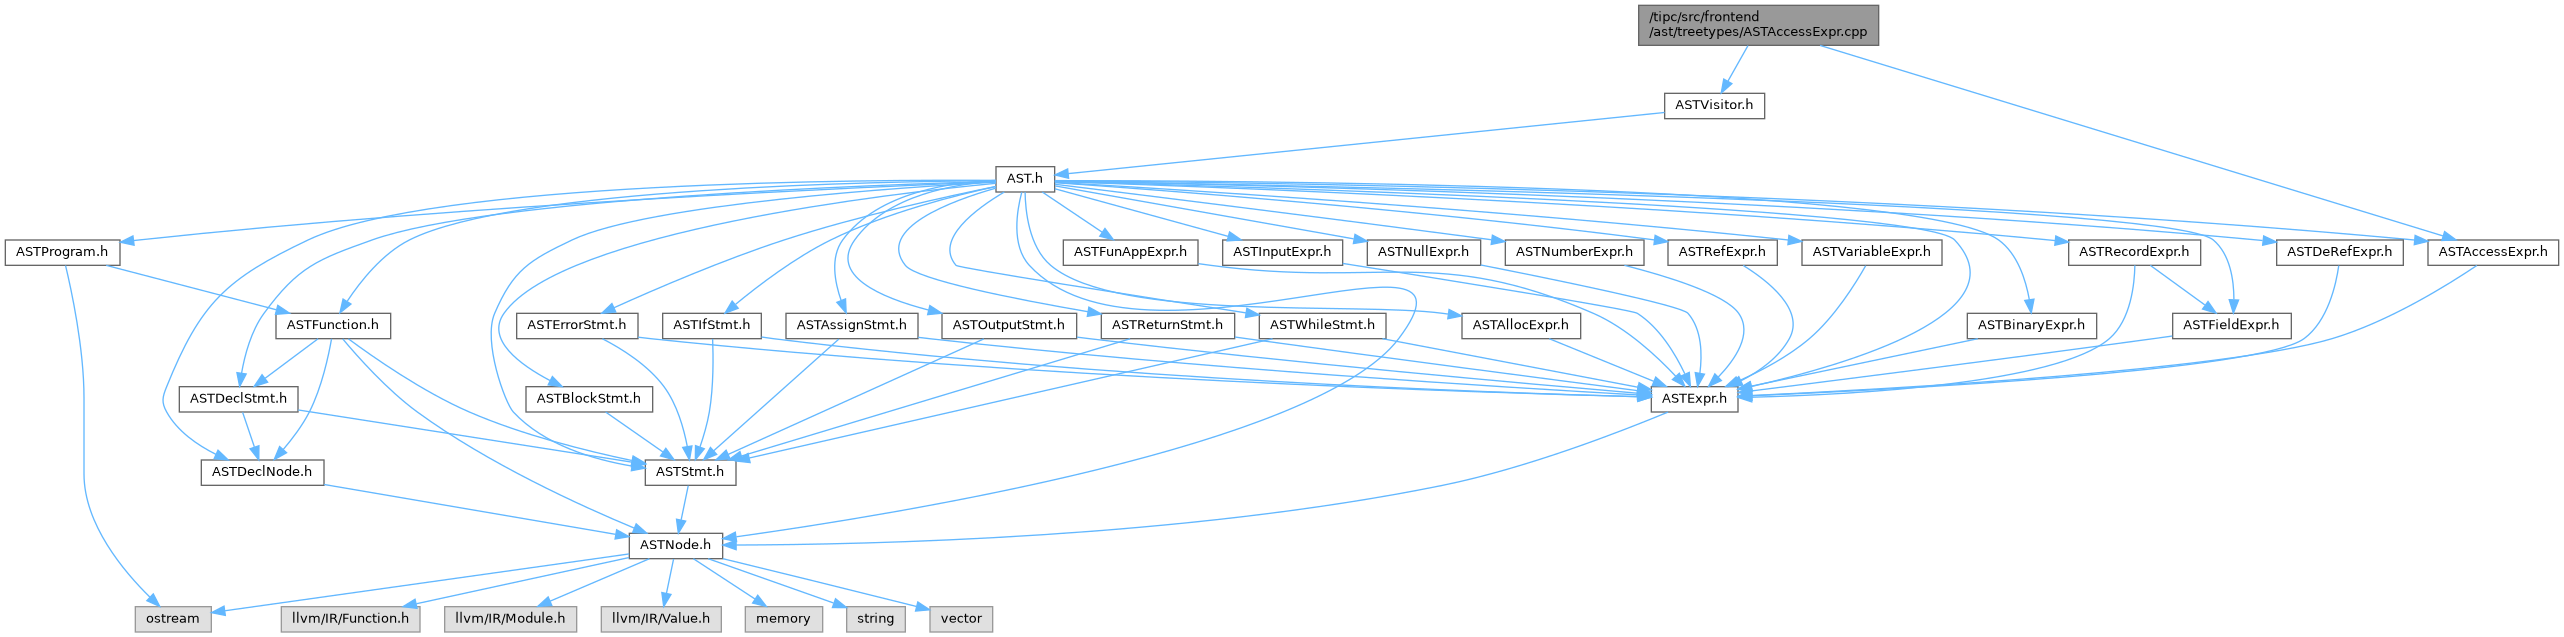 /tipc/src/frontend
/ast/treetypes/ASTAccessExpr.cpp
ASTVisitor.h
AST.h
ASTProgram.h
ASTFunAppExpr.h
ASTInputExpr.h
ASTNullExpr.h
ASTNumberExpr.h
ASTRefExpr.h
ASTVariableExpr.h
ASTRecordExpr.h
ASTDeRefExpr.h
ASTAccessExpr.h
ASTFunction.h
ASTErrorStmt.h
ASTIfStmt.h
ASTAssignStmt.h
ASTOutputStmt.h
ASTReturnStmt.h
ASTWhileStmt.h
ASTAllocExpr.h
ASTBinaryExpr.h
ASTFieldExpr.h
ASTDeclStmt.h
ASTBlockStmt.h
ASTExpr.h
ASTDeclNode.h
ASTStmt.h
ASTNode.h
ostream
llvm/IR/Function.h
llvm/IR/Module.h
llvm/IR/Value.h
memory
string
vector